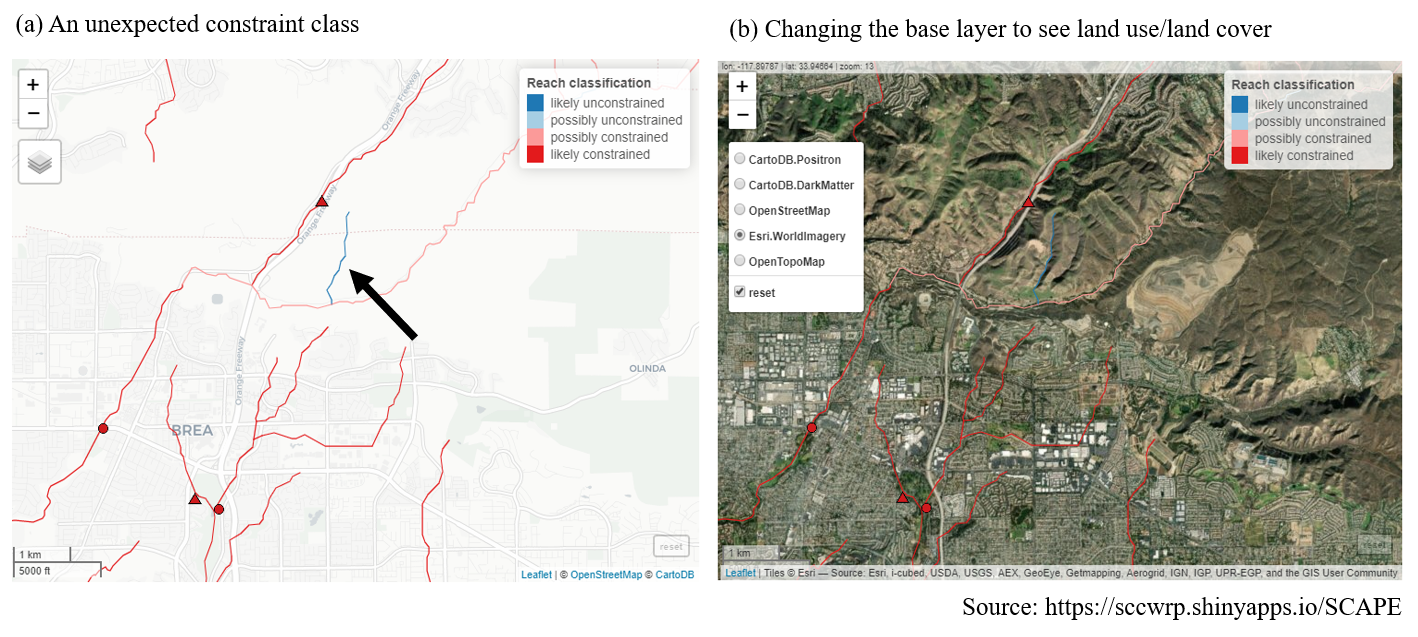 (a) An unexpected constraint class
(b) Changing the base layer to see land use/land cover
+
−
Reach classification
likely unconstrained
possibly unconstrained
possibly constrained
likely constrained
Orange Freeway
Orange Freeway
Orange Freeway
OLINDA
BREA
1 km
5000 ft
reset
Leaflet | © OpenStreetMap © CartoDB
lon: -117.89787 | lat: 33.94664 | zoom: 13
+
−
Reach classification
likely unconstrained
possibly unconstrained
possibly constrained
likely constrained
CartoDB.Positron
CartoDB.DarkMatter
OpenStreetMap
Esri.WorldImagery
OpenTopoMap
reset
1 km
reset
Leaflet | Tiles © Esri — Source: Esri, i-cubed, USDA, USGS, AEX, GeoEye, Getmapping, Aerogrid, IGN, IGP, UPR-EGP, and the GIS User Community
Source: https://sccwrp.shinyapps.io/SCAPE